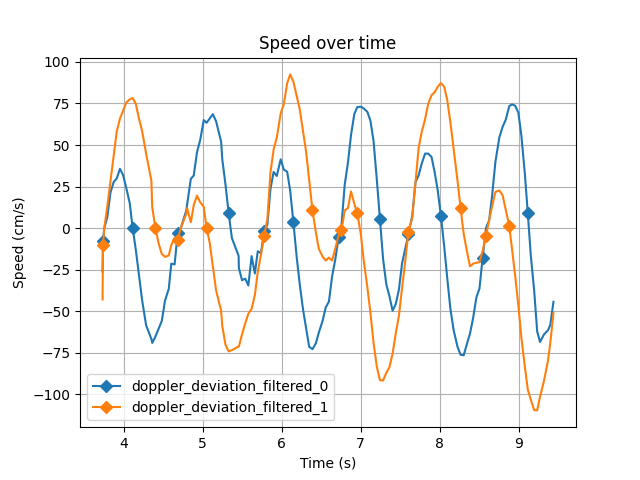 Speed over time
Speed (cm/s)
100
75
50
25
0
−25
−50
−75
−100
doppler_deviation_filtered_0
doppler_deviation_filtered_1
4 5 6 7 8 9
Time (s)